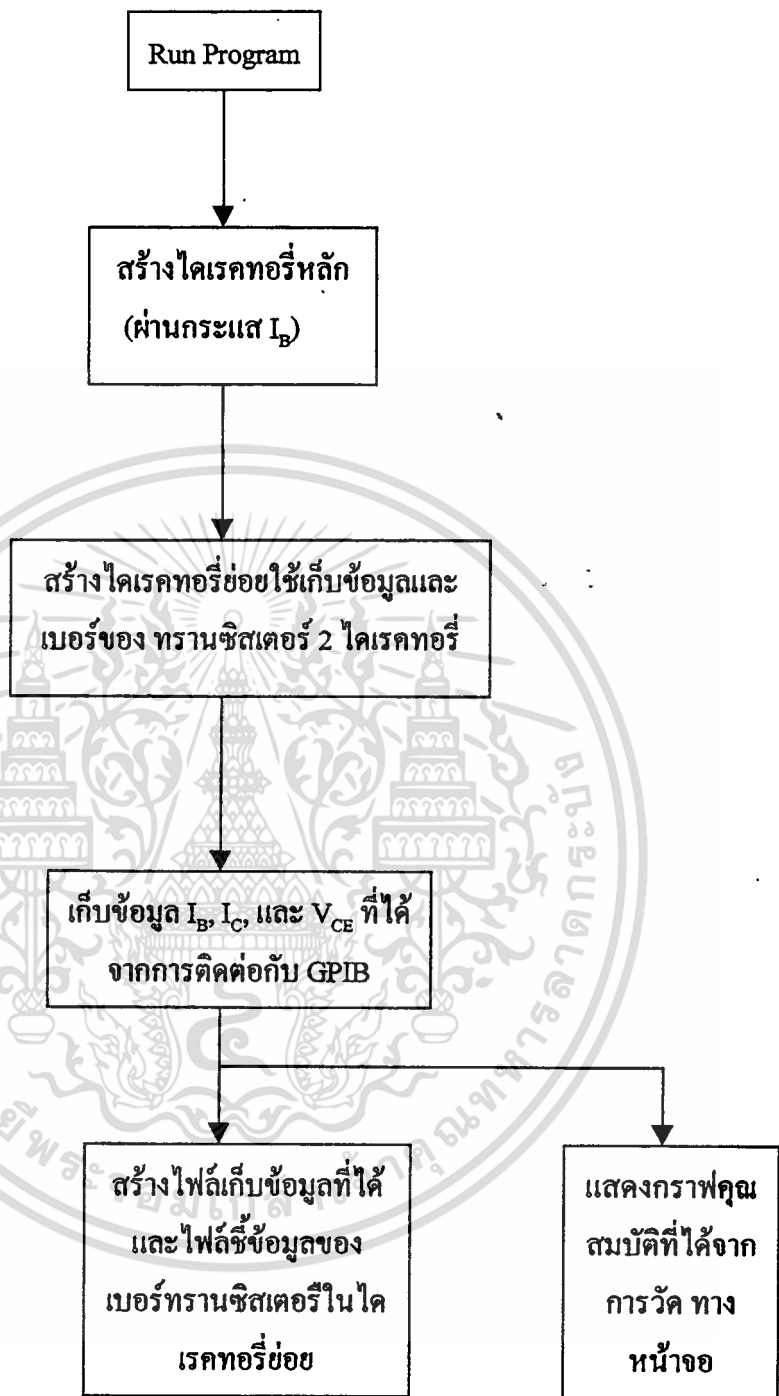 Run Program
สร้างไดเรคทอรี่หลัก
(ผ่านกระแส I_B)
สร้างไดเรคทอรี่ย่อยใช้เก็บข้อมูลและ
เบอร์ของ ทรานซิสเตอร์ 2 ไดเรคทอรี่
เก็บข้อมูล I_B, I_C, และ V_CE ที่ได้
จากการติดต่อกับ GPIB
สร้างไฟล์เก็บข้อมูลที่ได้
และไฟล์ชี้ข้อมูลของ
เบอร์ทรานซิสเตอร์ในได
เรคทอรี่ย่อย
แสดงกราฟคุณ
สมบัติที่ได้จาก
การวัด ทาง
หน้าจอ